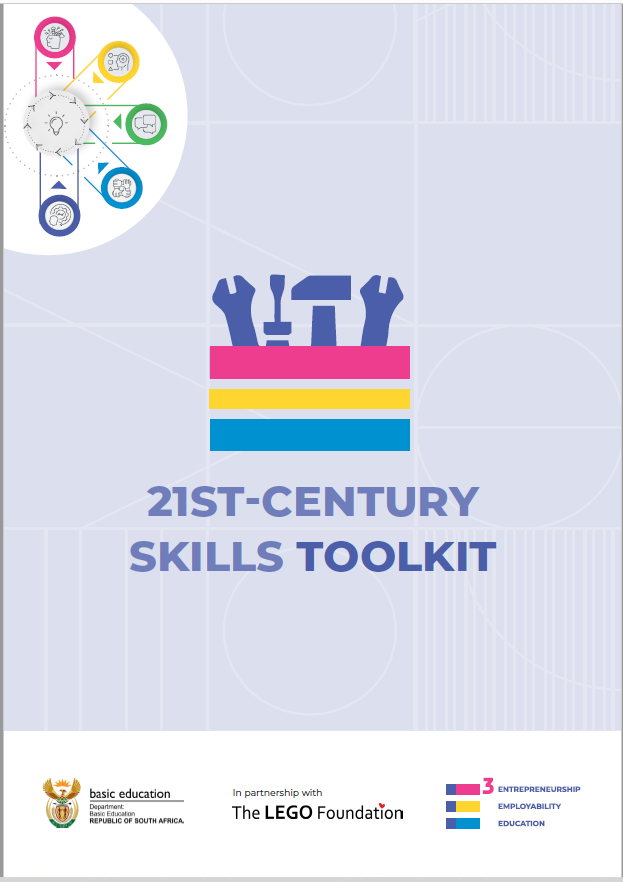 21ST-CENTURY
SKILLS TOOLKIT
basic education
Department:
Basic Education
REPUBLIC OF SOUTH AFRICA.
In partnership with
The LEGO Foundation
3 ENTREPRENEURSHIP
EMPLOYABILITY
EDUCATION